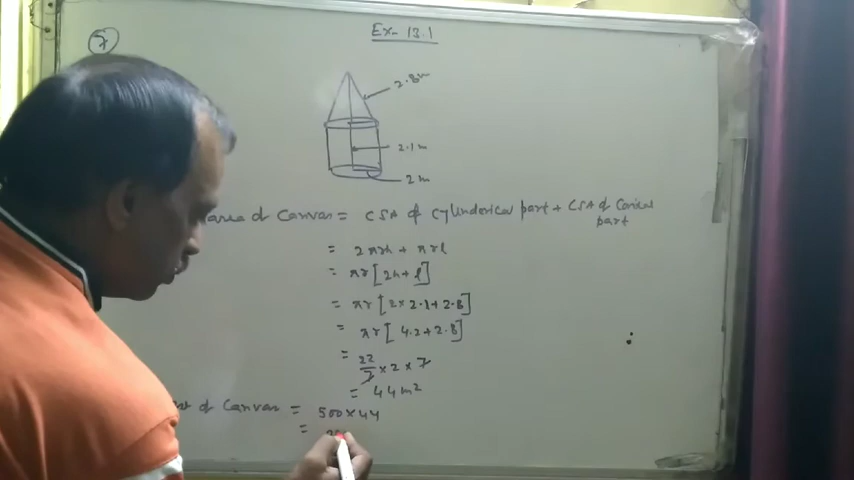 Ex- 13.1
7
2.8m
2.1m
2m
area of Canvas = CSA of Cylinderical part + CSA of Conical part
= 2πrh + πrl
= πr[2h+l]
= πr[2×2.1+2.8]
= πr[4.2+2.8]
= 22/7 × 2 × 7
= 44m²
of Canvas = 500×44
=